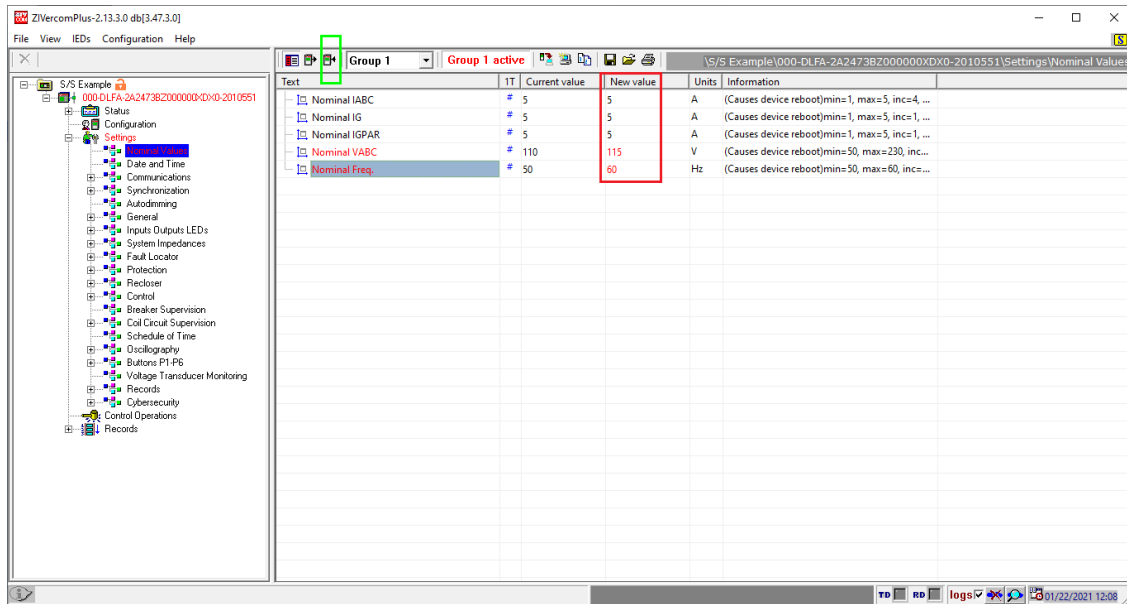 ZIVercomPlus-2.13.3.0 db[3.47.3.0]
File View IEDs Configuration Help
S
Group 1 Group 1 active \S/S Example\000-DLFA-2A2473BZ000000XDX0-2010551\Settings\Nominal Values
S/S Example
000-DLFA-2A2473BZ000000XDX0-2010551
Status
Configuration
Settings
Nominal Values
Date and Time
Communications
Synchronization
Autodimming
General
Inputs Outputs LEDs
System Impedances
Fault Locator
Protection
Recloser
Control
Breaker Supervision
Coil Circuit Supervision
Schedule of Time
Oscillography
Buttons P1-P6
Voltage Transducer Monitoring
Records
Cybersecurity
Control Operations
Records
Text 1T Current value New value Units Information
Nominal IABC # 5 5 A (Causes device reboot)min=1, max=5, inc=4, ...
Nominal IG # 5 5 A (Causes device reboot)min=1, max=5, inc=1, ...
Nominal IGPAR # 5 5 A (Causes device reboot)min=1, max=5, inc=1, ...
Nominal VABC # 110 115 V (Causes device reboot)min=50, max=230, inc...
Nominal Freq. # 50 60 Hz (Causes device reboot)min=50, max=60, inc=...
TD RD logs 01/22/2021 12:08